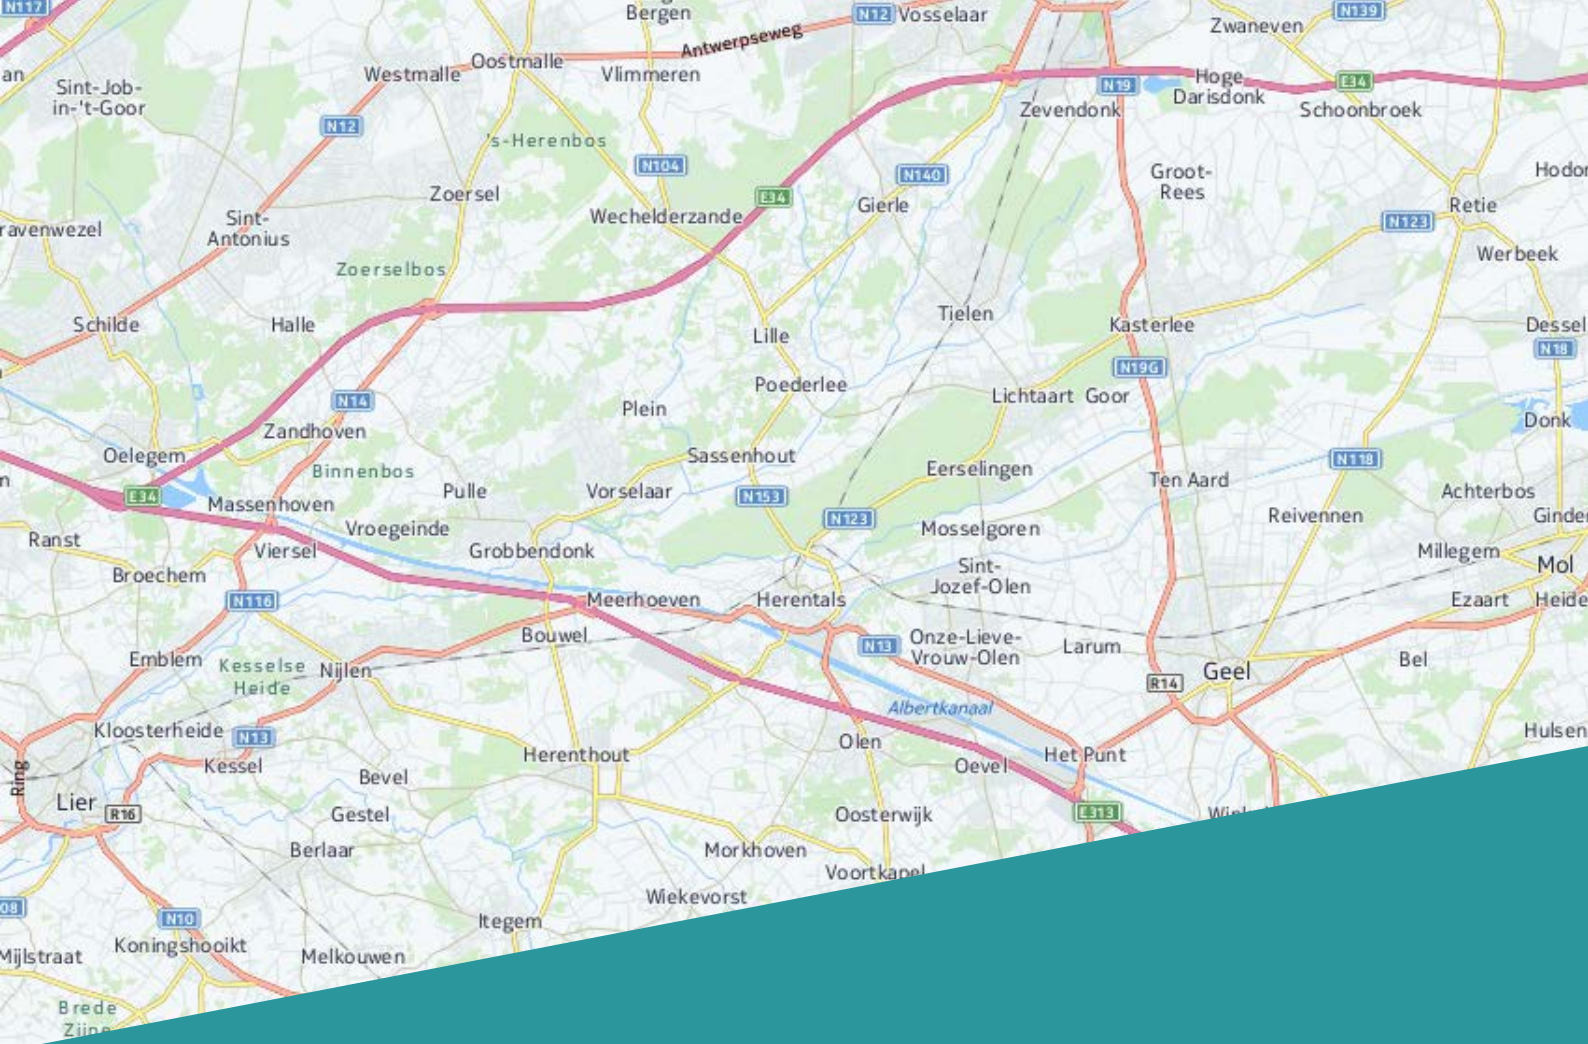 N117
Bergen
N12
Vosselaar
Zwaneven
N139
Antwerpseweg
Oostmalle
Westmalle
Vlimmeren
an
Sint-Job-
in-'t-Goor
N19
Hoge
Darisdonk
E34
Zevendonk
Schoonbroek
N12
's-Herenbos
N104
N140
Groot-
Rees
Hodor
Zoersel
E34
Wechelderzande
Gierle
Retie
Sint-
Antonius
N123
ravenwezel
Werbeek
Zoerselbos
Schilde
Halle
Tielen
Kasterlee
Dessel
Lille
N18
N19G
Poederlee
Lichtaart
Goor
N14
Plein
Donk
Zandhoven
Oelegem
Sassenhout
N118
Binnenbos
Eerselingen
Ten Aard
n
E34
Pulle
Vorselaar
N153
Achterbos
Massenhoven
N123
Reivennen
Ginde
Vroegeinde
Mosselgoren
Ranst
Viersel
Grobbendonk
Millegem
Mol
Broechem
Sint-
Jozef-Olen
N116
Meerhoeven
Herentals
Ezaart
Heide
Bouwel
N13
Onze-Lieve-
Vrouw-Olen
Larum
Emblem
Kesselse
Heide
Nijlen
Bel
Geel
R14
Albertkanaal
Kloosterheide
N13
Hulsen
Olen
Herenthout
Het Punt
Kessel
Oevel
Ring
Bevel
Lier
R16
Gestel
Oosterwijk
E313
Berlaar
Morkhoven
Voortkapel
Wiekevorst
08
N10
Itegem
Koningshooikt
Mijlstraat
Melkouwen
Brede
Zijpe